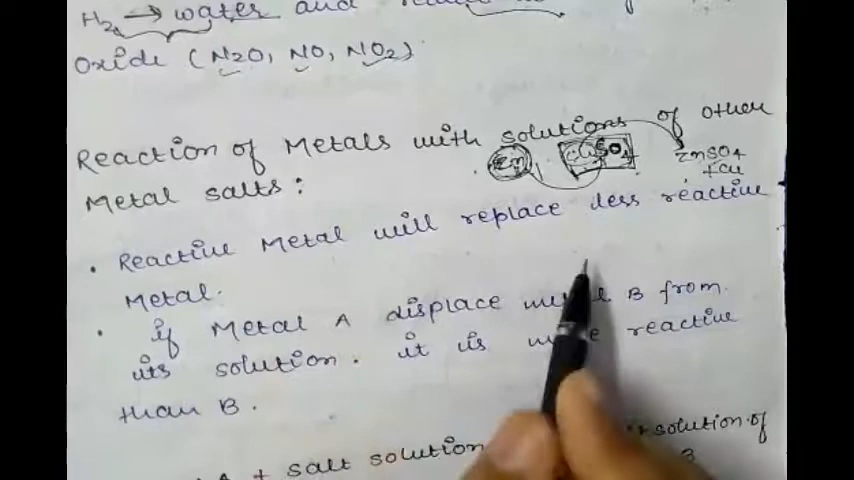 H2 → water and
Oxide (N2O, NO, NO2)
Reaction of Metals with solutions of other
Metal salts: Zn CuSO4 ZnSO4
+Cu
• Reactive Metal will replace less reactive
Metal.
• if Metal A displace B from
its solution. it is reactive
than B.
A + salt solution solution of
B